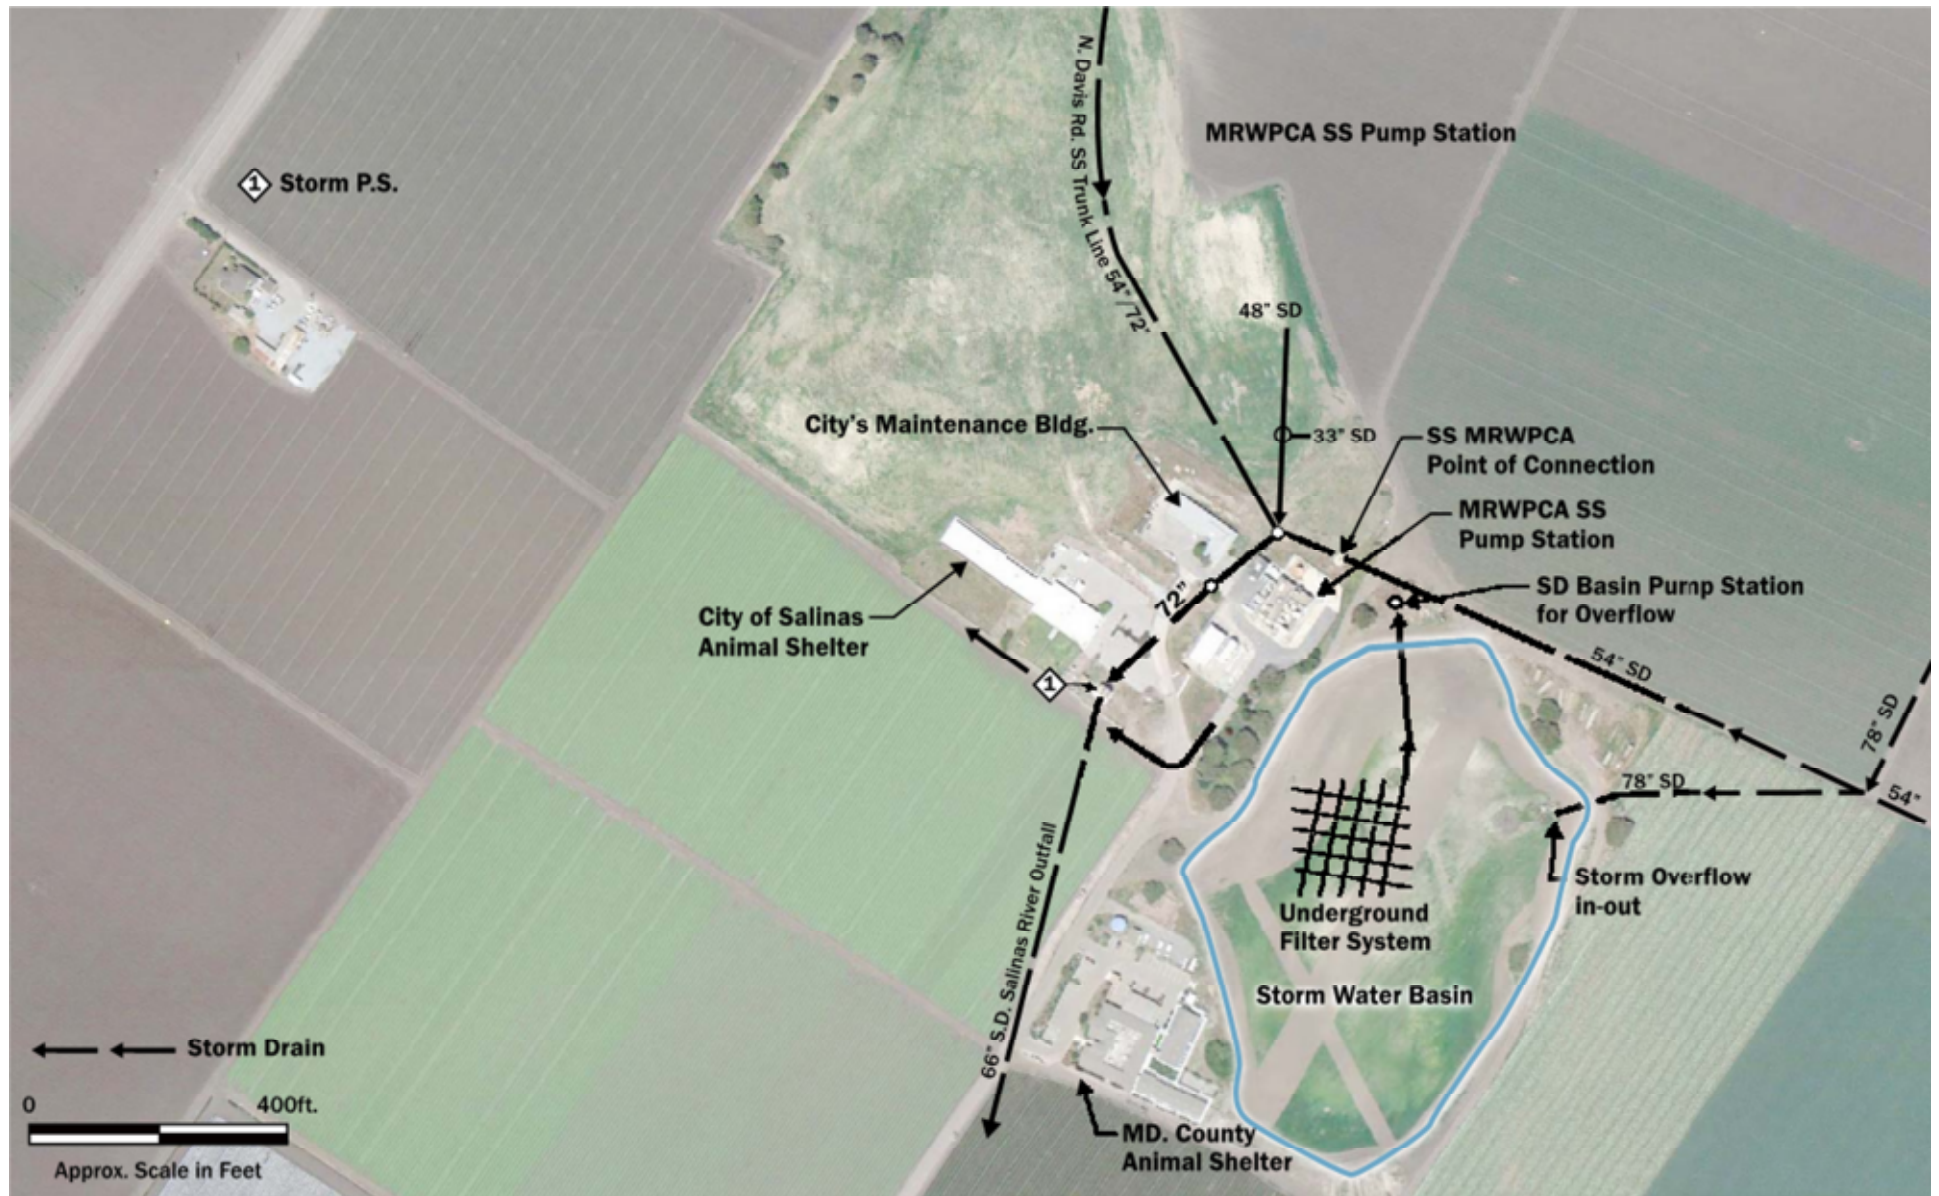 N. Davis Rd. SS Trunk Line 54"/72"
MRWPCA SS Pump Station
1 Storm P.S.
48" SD
City's Maintenance Bldg.
33" SD
SS MRWPCA
Point of Connection
MRWPCA SS
Pump Station
SD Basin Pump Station
for Overflow
72"
City of Salinas
Animal Shelter
54" SD
1
78" SD
78" SD
54"
66" S.D. Salinas River Outfall
Storm Overflow
in-out
Underground
Filter System
Storm Water Basin
Storm Drain
0 400ft.
Approx. Scale in Feet
MD. County
Animal Shelter